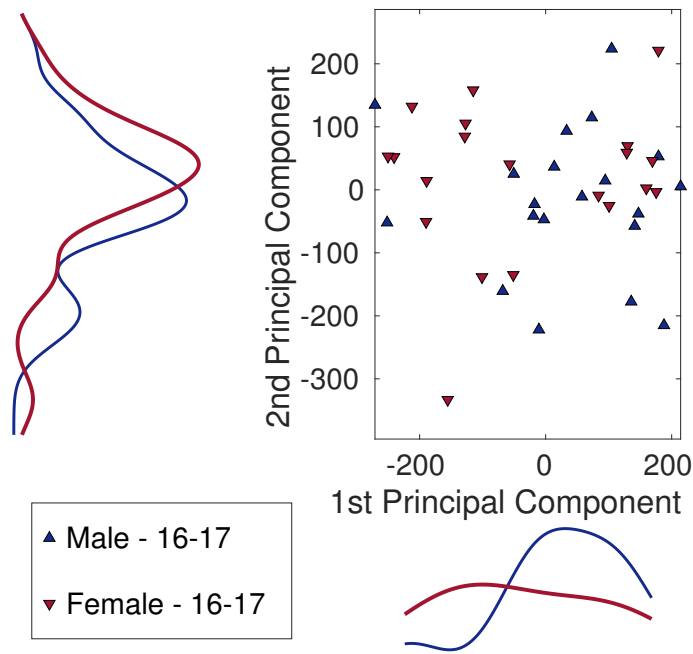 200
100
0
-100
-200
-300
2nd Principal Component
-200 0 200
1st Principal Component
Male - 16-17
Female - 16-17